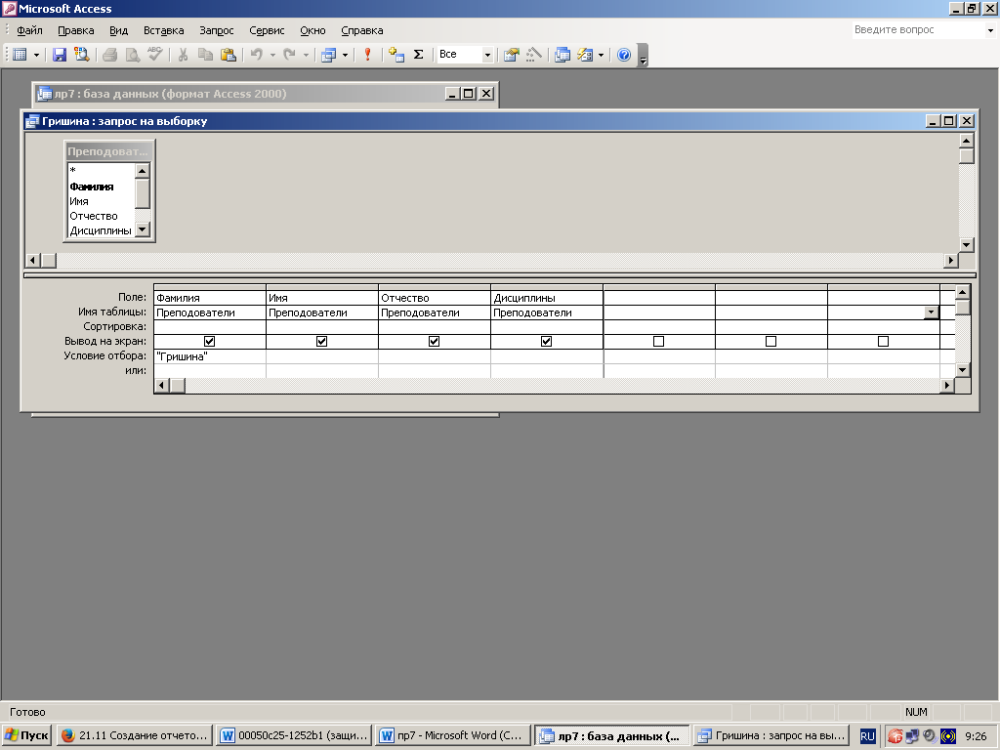 Microsoft Access
Файл Правка Вид Вставка Запрос Сервис Окно Справка Введите вопрос
ABC Σ Все ! ?
лр7 : база данных (формат Access 2000)
Гришина : запрос на выборку
Преподоват...
*
Фамилия
Имя
Отчество
Дисциплины
Поле: Фамилия Имя Отчество Дисциплины
Имя таблицы: Преподователи Преподователи Преподователи Преподователи
Сортировка:
Вывод на экран:
Условие отбора: "Гришина"
или:
Готово NUM
Пуск 21.11 Создание отчето... 00050c25-1252b1 (защи... пр7 - Microsoft Word (С... лр7 : база данных (... Гришина : запрос на вы... RU 9:26